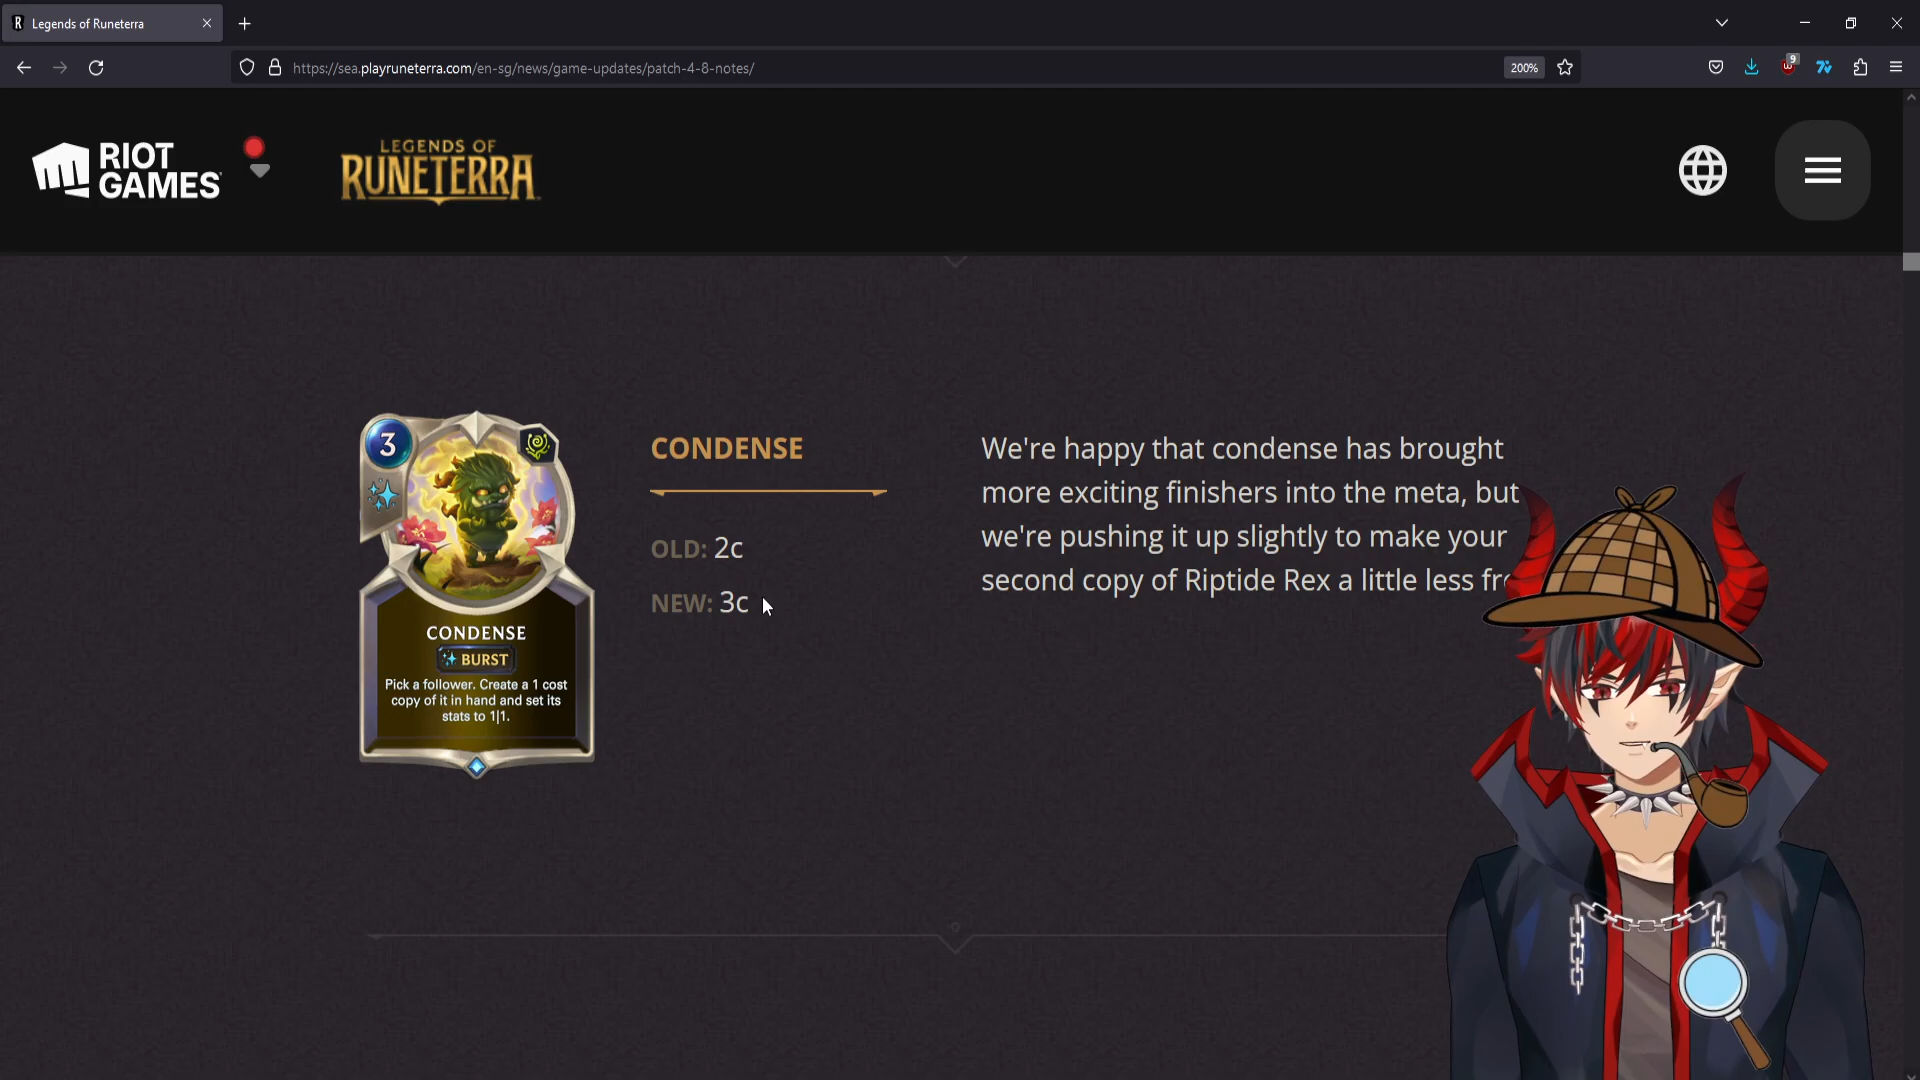 Legends of Runeterra
https://sea.playruneterra.com/en-sg/news/game-updates/patch-4-8-notes/
200%
9
RIOT
GAMES
LEGENDS OF
RUNETERRA
3
CONDENSE
BURST
Pick a follower. Create a 1 cost
copy of it in hand and set its
stats to 1|1.
CONDENSE
OLD: 2c
NEW: 3c
We're happy that condense has brought
more exciting finishers into the meta, but
we're pushing it up slightly to make your
second copy of Riptide Rex a little less